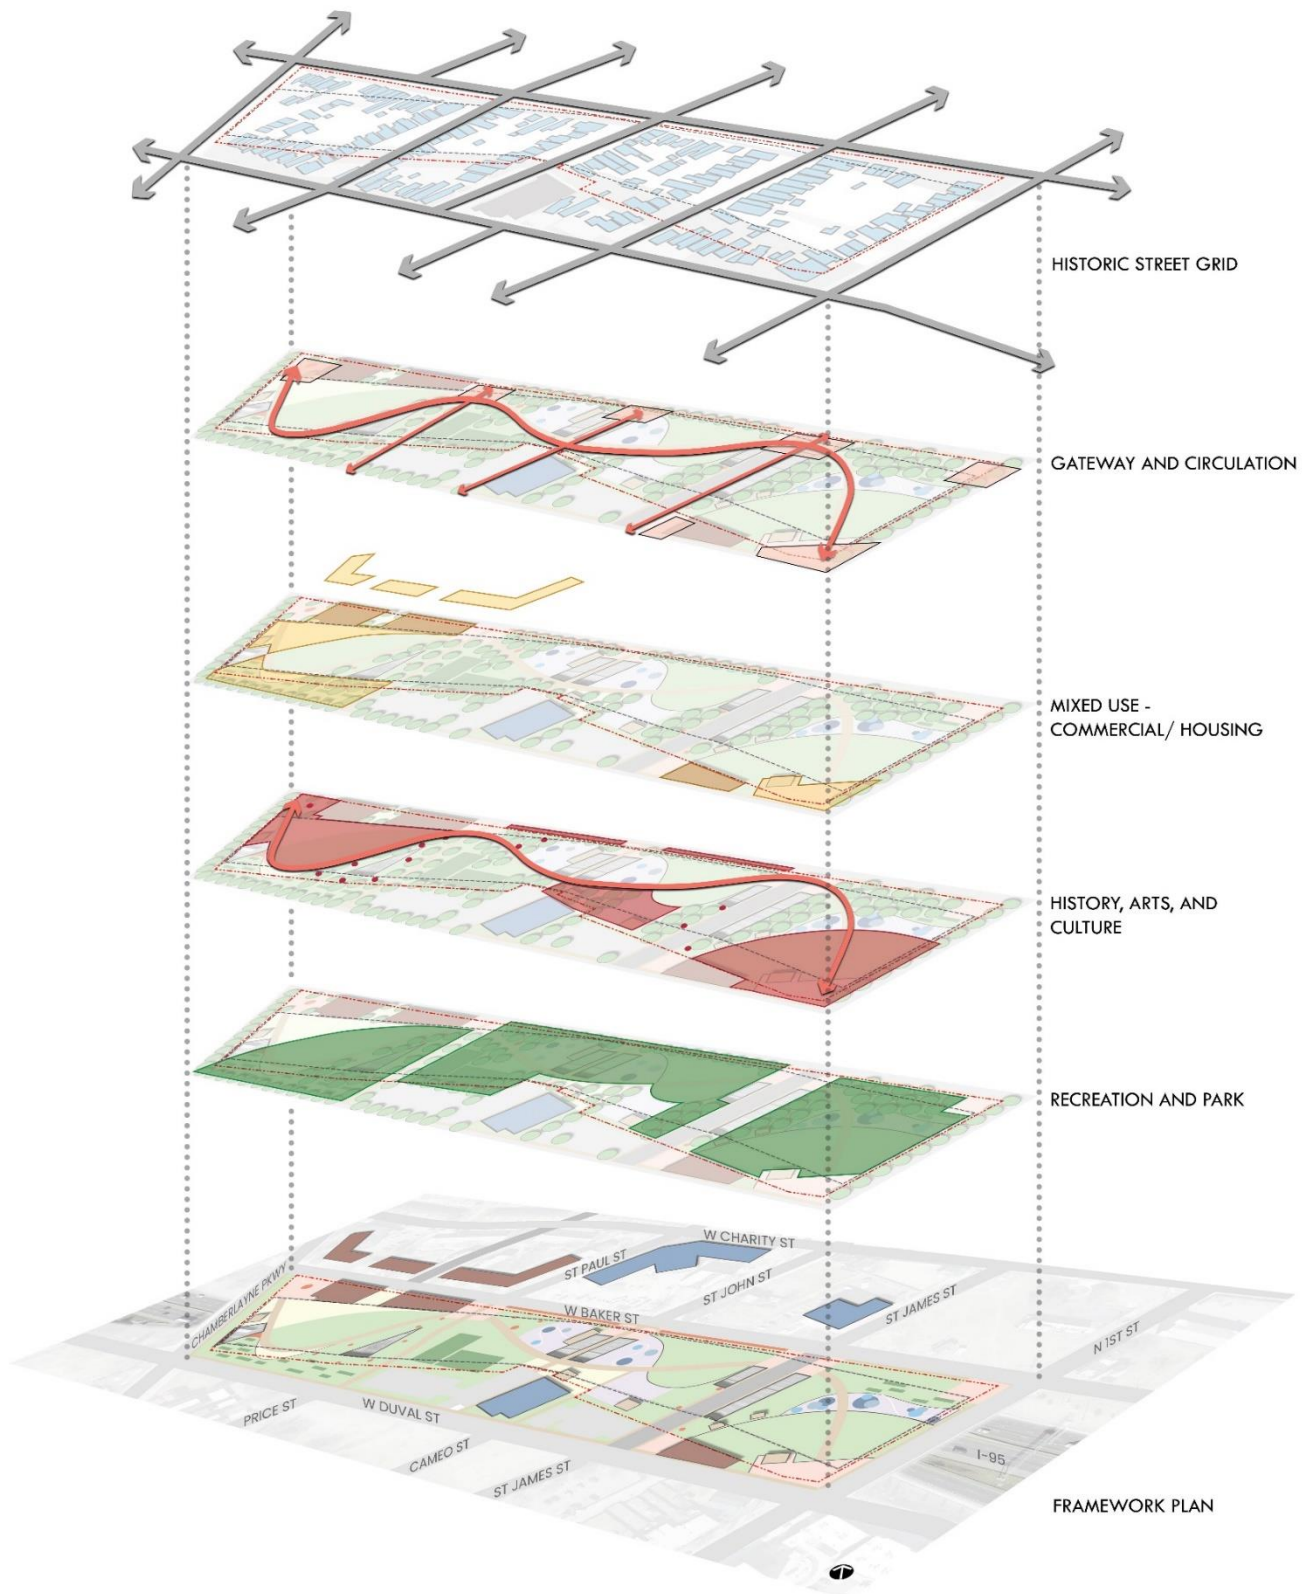 HISTORIC STREET GRID
GATEWAY AND CIRCULATION
MIXED USE -
COMMERCIAL/ HOUSING
HISTORY, ARTS, AND
CULTURE
RECREATION AND PARK
W CHARITY ST
ST PAUL ST
ST JOHN ST
CHAMBERLAYNE PKWY
W BAKER ST
ST JAMES ST
N 1ST ST
PRICE ST
W DUVAL ST
CAMEO ST
ST JAMES ST
I-95
FRAMEWORK PLAN